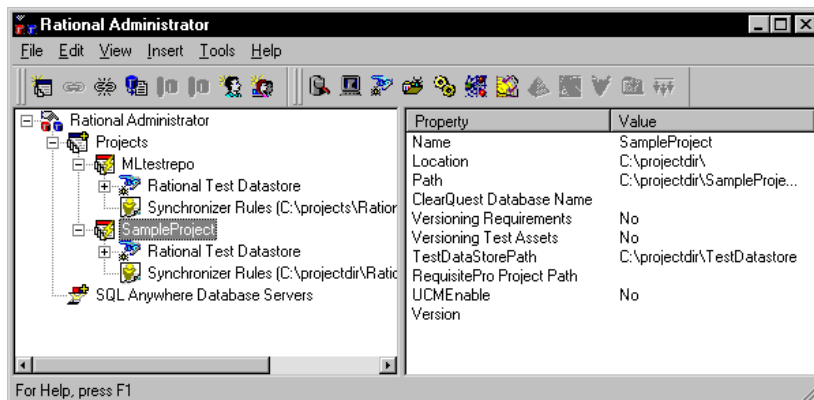 Rational Administrator
File Edit View Insert Tools Help
Rational Administrator
Projects
MLtestrepo
Rational Test Datastore
Synchronizer Rules (C:\projects\Ration
SampleProject
Rational Test Datastore
Synchronizer Rules (C:\projectdir\Ratic
SQL Anywhere Database Servers
Property Value
Name SampleProject
Location C:\projectdir\
Path C:\projectdir\SampleProje...
ClearQuest Database Name
Versioning Requirements No
Versioning Test Assets No
TestDataStorePath C:\projectdir\TestDatastore
RequisitePro Project Path
UCMEnable No
Version
For Help, press F1